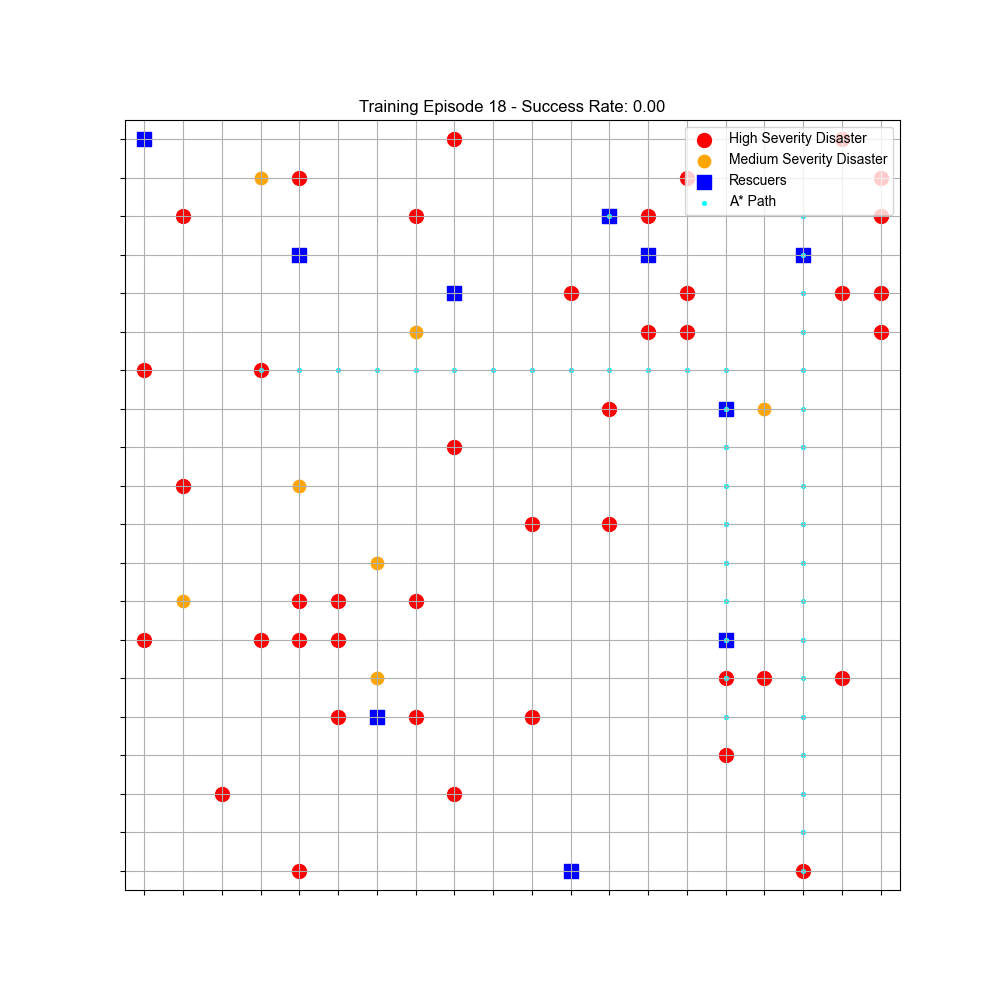 Training Episode 18 - Success Rate: 0.00
High Severity Disaster
Medium Severity Disaster
Rescuers
A* Path